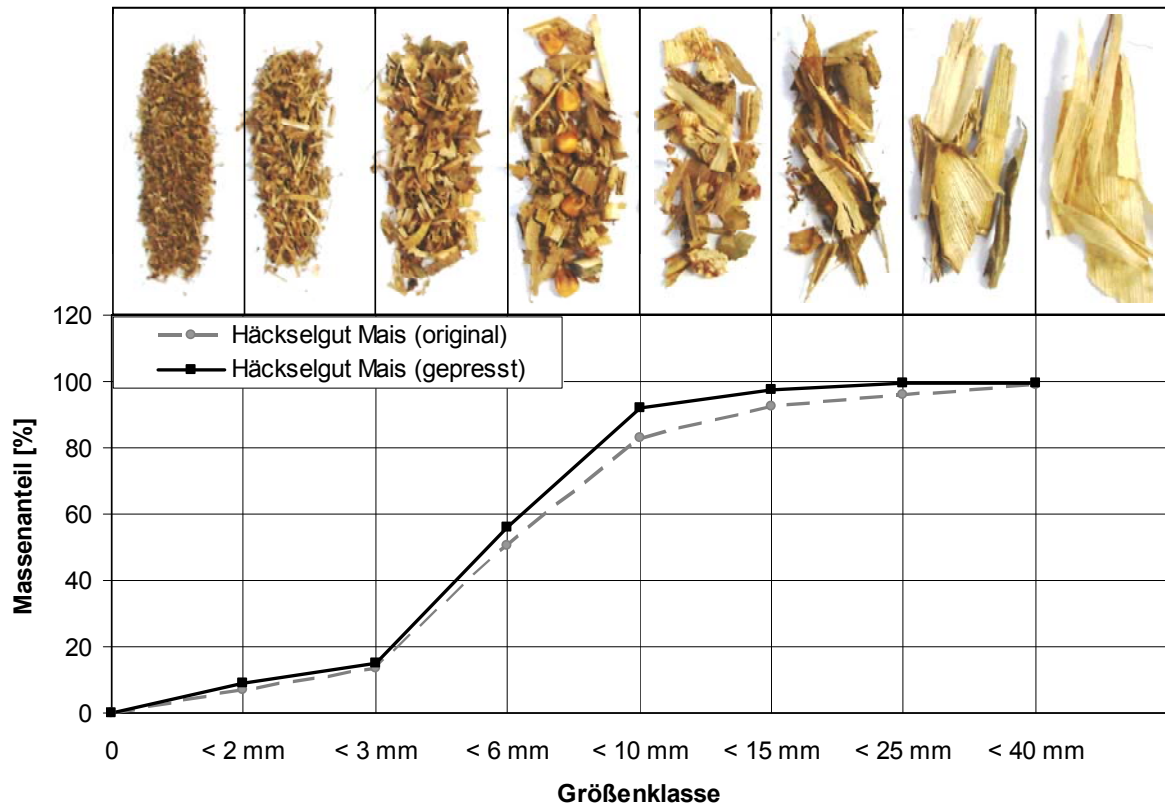 120
Häckselgut Mais (original)
Häckselgut Mais (gepresst)
100
80
60
40
20
0
Massenanteil [%]
0 < 2 mm < 3 mm < 6 mm < 10 mm < 15 mm < 25 mm < 40 mm
Größenklasse